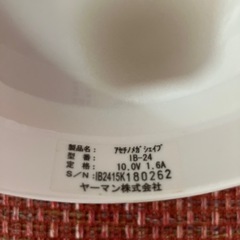 製品名: アセチノメガ シェイプ
型番: IB-24
定格: 10.0V 1.6A
S/N: IB2415K180262
ヤーマン株式会社